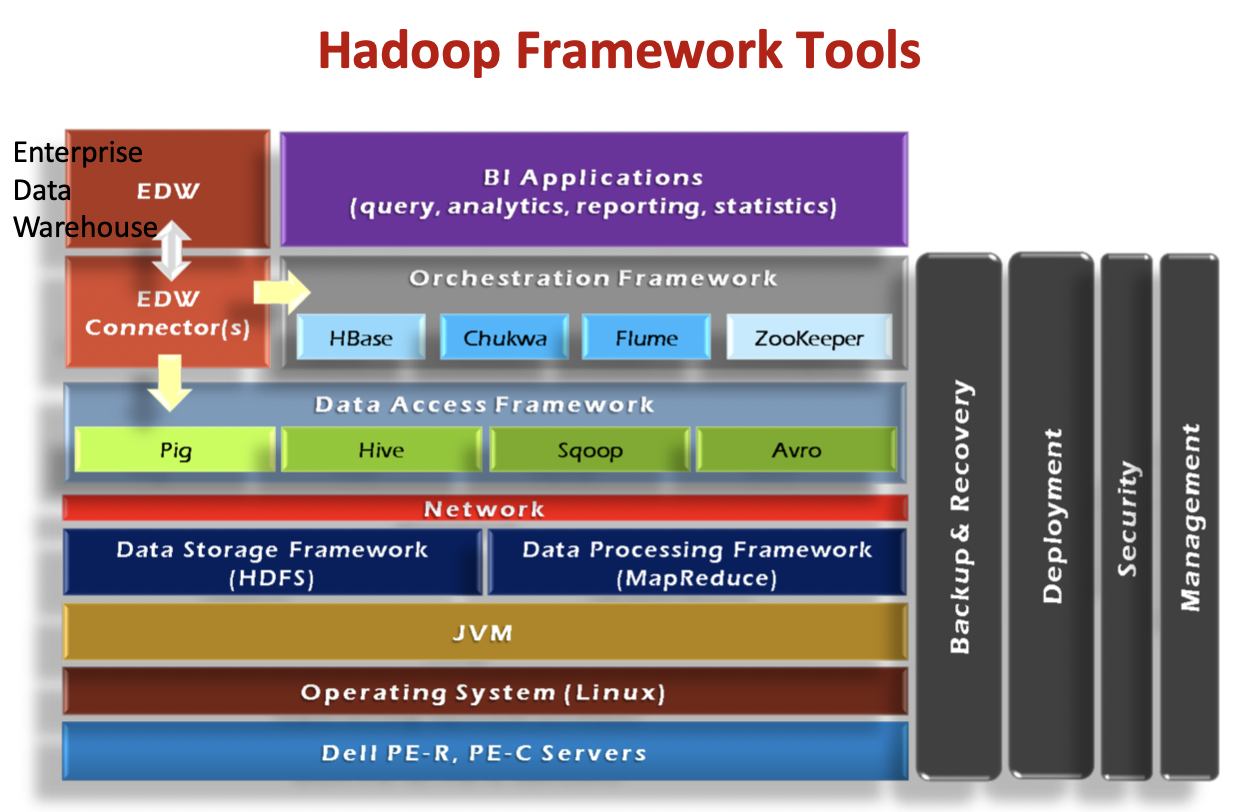 Hadoop Framework Tools
Enterprise
Data
Warehouse
EDW
BI Applications
(query, analytics, reporting, statistics)
EDW
Connector(s)
Orchestration Framework
HBase
Chukwa
Flume
ZooKeeper
Data Access Framework
Pig
Hive
Sqoop
Avro
Network
Data Storage Framework
(HDFS)
Data Processing Framework
(MapReduce)
JVM
Operating System (Linux)
Dell PE-R, PE-C Servers
Backup & Recovery
Deployment
Security
Management